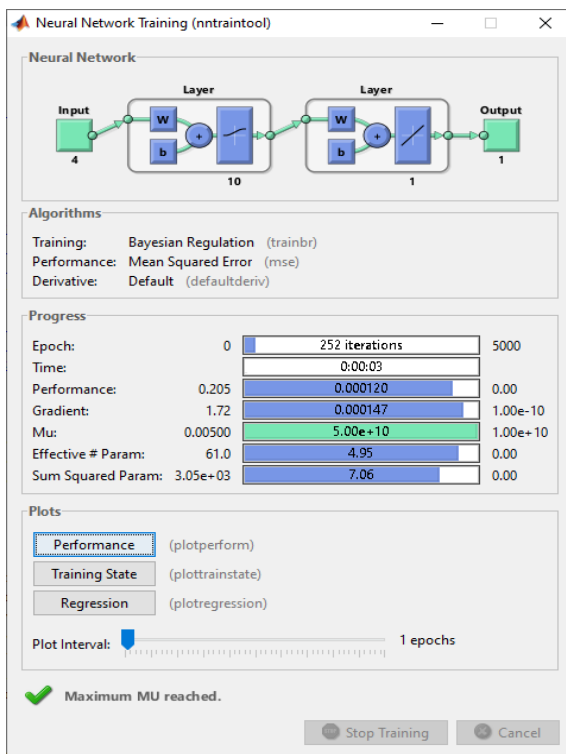 Neural Network Training (nntraintool)
Neural Network
Layer Layer
Input Output
W W
+ +
b b
4 1
10 1
Algorithms
Training: Bayesian Regulation (trainbr)
Performance: Mean Squared Error (mse)
Derivative: Default (defaultderiv)
Progress
Epoch: 0 252 iterations 5000
Time: 0:00:03
Performance: 0.205 0.000120 0.00
Gradient: 1.72 0.000147 1.00e-10
Mu: 0.00500 5.00e+10 1.00e+10
Effective # Param: 61.0 4.95 0.00
Sum Squared Param: 3.05e+03 7.06 0.00
Plots
Performance (plotperform)
Training State (plottrainstate)
Regression (plotregression)
Plot Interval: 1 epochs
Maximum MU reached.
Stop Training Cancel